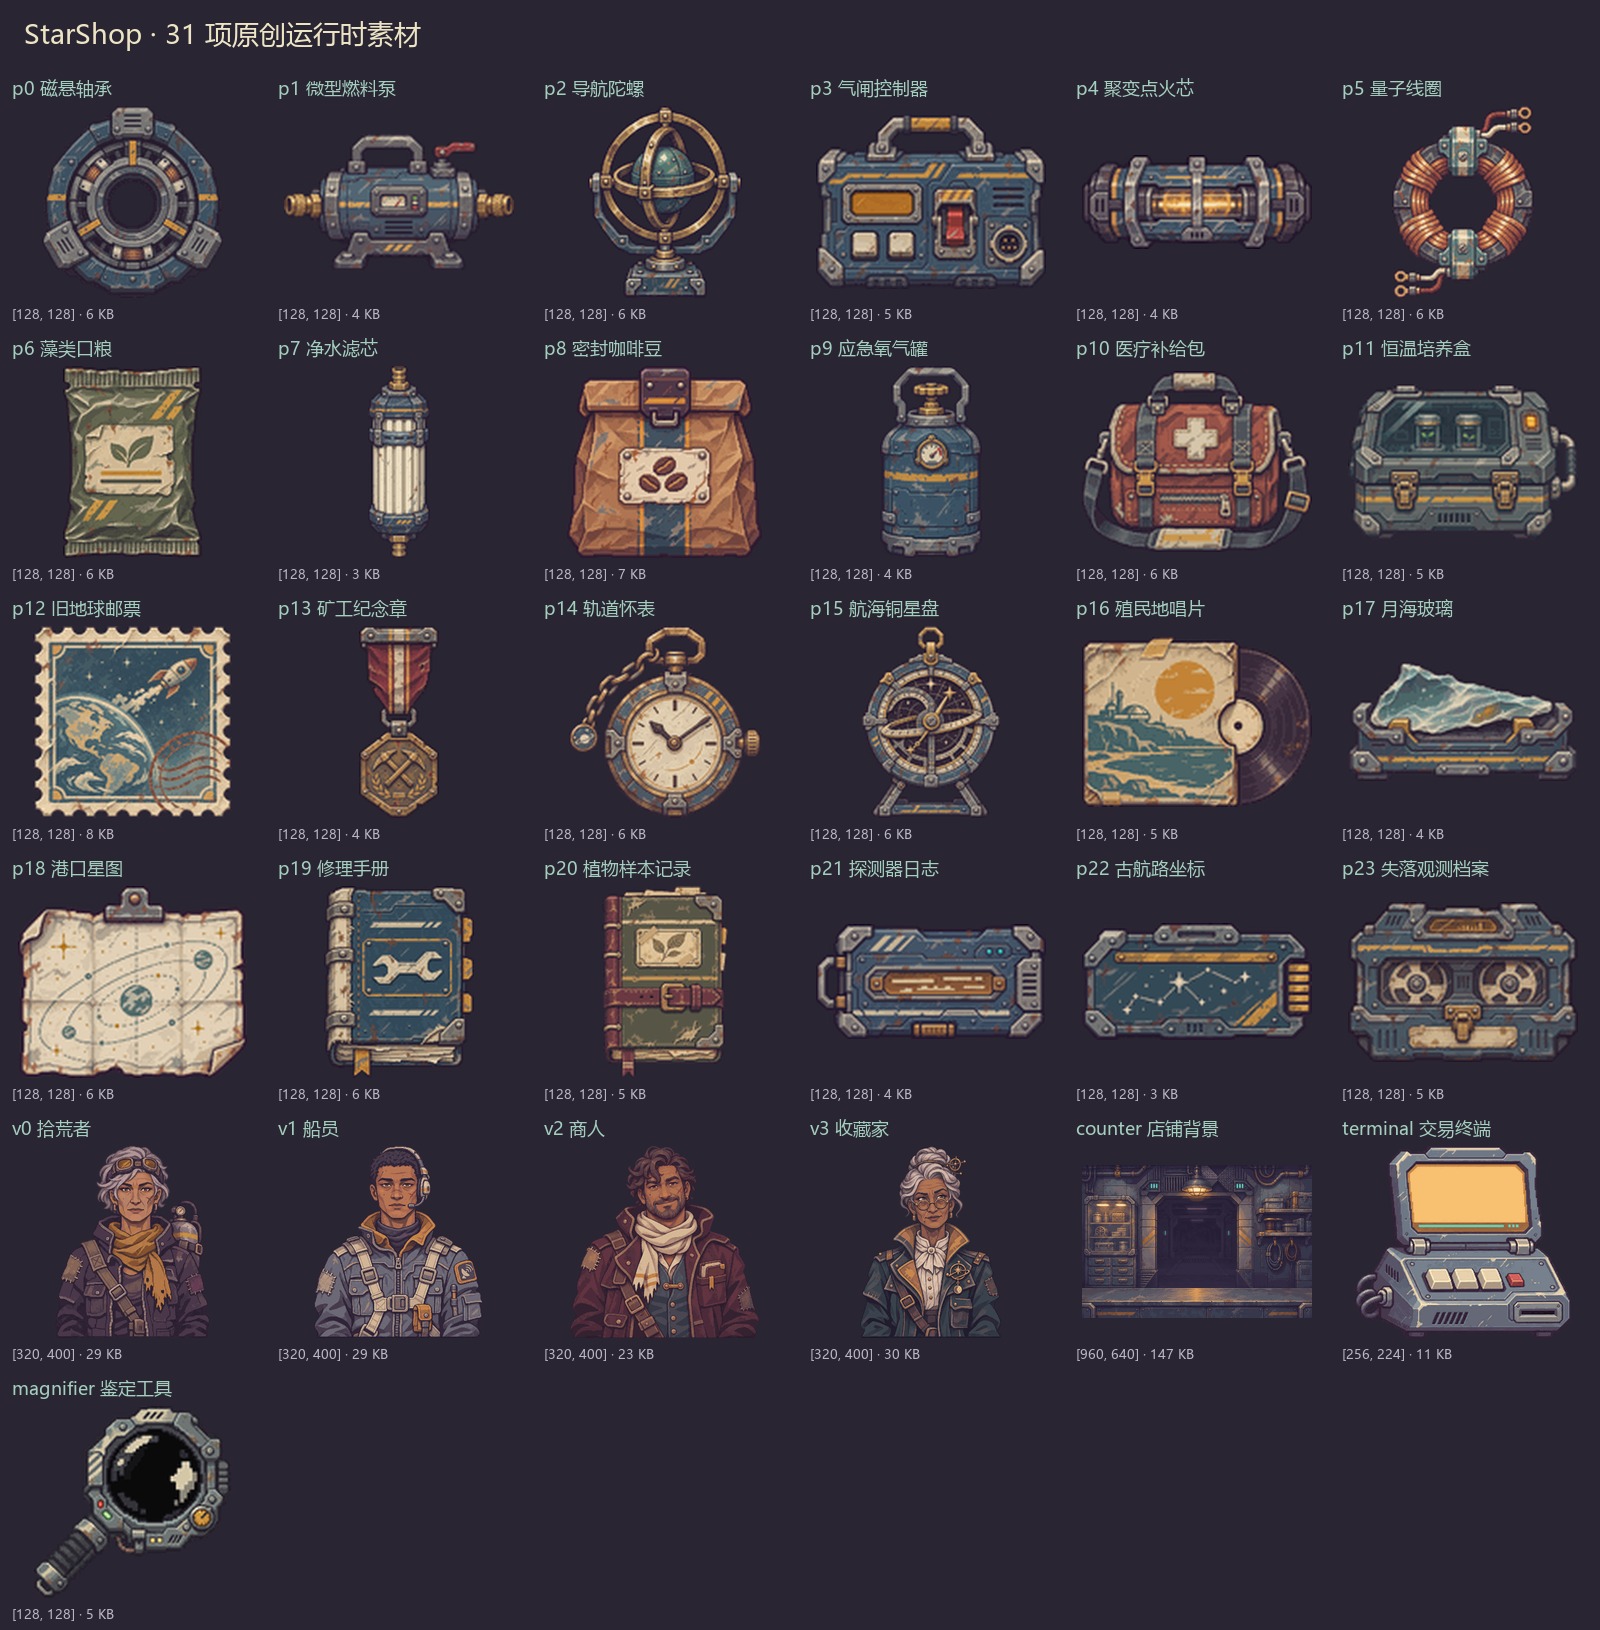 StarShop · 31 项原创运行时素材
p0 磁悬轴承
p1 微型燃料泵
p2 导航陀螺
p3 气闸控制器
p4 聚变点火芯
p5 量子线圈
[128, 128] · 6 KB
[128, 128] · 4 KB
[128, 128] · 6 KB
[128, 128] · 5 KB
[128, 128] · 4 KB
[128, 128] · 6 KB
p6 藻类口粮
p7 净水滤芯
p8 密封咖啡豆
p9 应急氧气罐
p10 医疗补给包
p11 恒温培养盒
[128, 128] · 6 KB
[128, 128] · 3 KB
[128, 128] · 7 KB
[128, 128] · 4 KB
[128, 128] · 6 KB
[128, 128] · 5 KB
p12 旧地球邮票
p13 矿工纪念章
p14 轨道怀表
p15 航海铜星盘
p16 殖民地唱片
p17 月海玻璃
[128, 128] · 8 KB
[128, 128] · 4 KB
[128, 128] · 6 KB
[128, 128] · 6 KB
[128, 128] · 5 KB
[128, 128] · 4 KB
p18 港口星图
p19 修理手册
p20 植物样本记录
p21 探测器日志
p22 古航路坐标
p23 失落观测档案
[128, 128] · 6 KB
[128, 128] · 6 KB
[128, 128] · 5 KB
[128, 128] · 4 KB
[128, 128] · 3 KB
[128, 128] · 5 KB
v0 拾荒者
v1 船员
v2 商人
v3 收藏家
counter 店铺背景
terminal 交易终端
[320, 400] · 29 KB
[320, 400] · 29 KB
[320, 400] · 23 KB
[320, 400] · 30 KB
[960, 640] · 147 KB
[256, 224] · 11 KB
magnifier 鉴定工具
[128, 128] · 5 KB